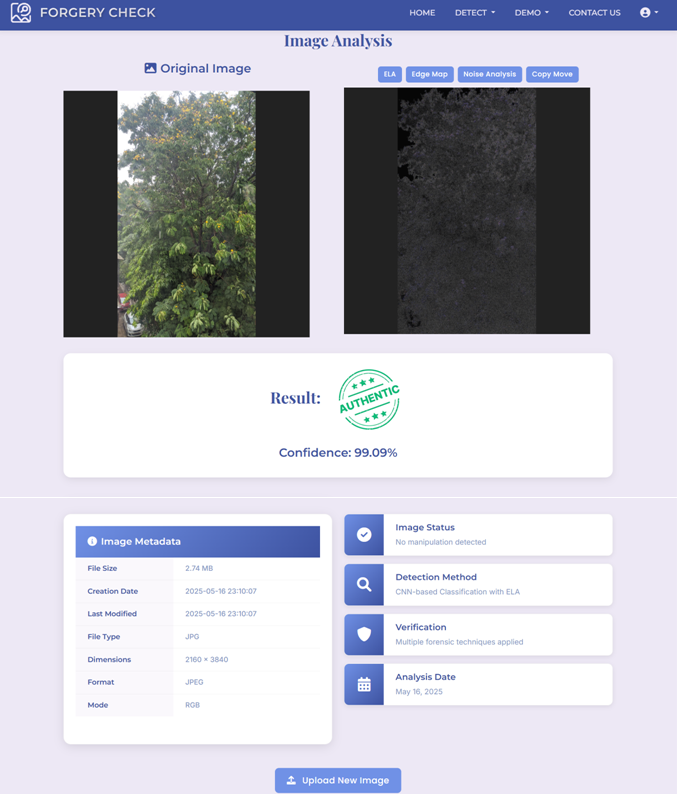 FORGERY CHECK
HOME DETECT DEMO CONTACT US
Image Analysis
Original Image
ELA Edge Map Noise Analysis Copy Move
Result:
AUTHENTIC
Confidence: 99.09%
Image Metadata
File Size 2.74 MB
Creation Date 2025-05-16 23:10:07
Last Modified 2025-05-16 23:10:07
File Type JPG
Dimensions 2160 × 3840
Format JPEG
Mode RGB
Image Status
No manipulation detected
Detection Method
CNN-based Classification with ELA
Verification
Multiple forensic techniques applied
Analysis Date
May 16, 2025
Upload New Image